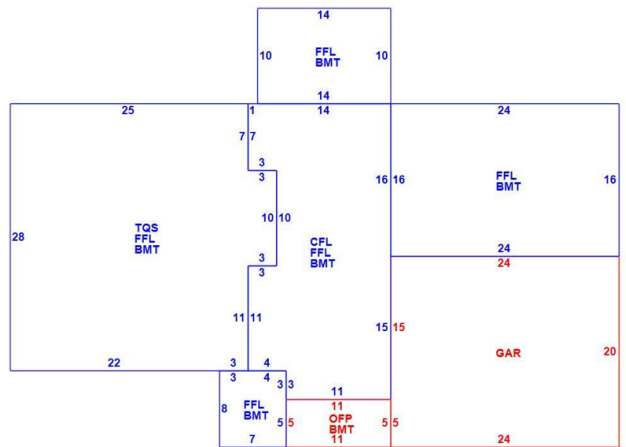 14
10 FFL 10
BMT
14
25 1 14 24
7 7
3
3
16 16 FFL 16
BMT
10 10
TQS
FFL
BMT
28
CFL
FFL
BMT
24
24
3
3
11 11
15 15
GAR 20
22 3 4
3 4
3 3
8 FFL
BMT
11
11
5 5 OFP 5 5
BMT
7 11 24